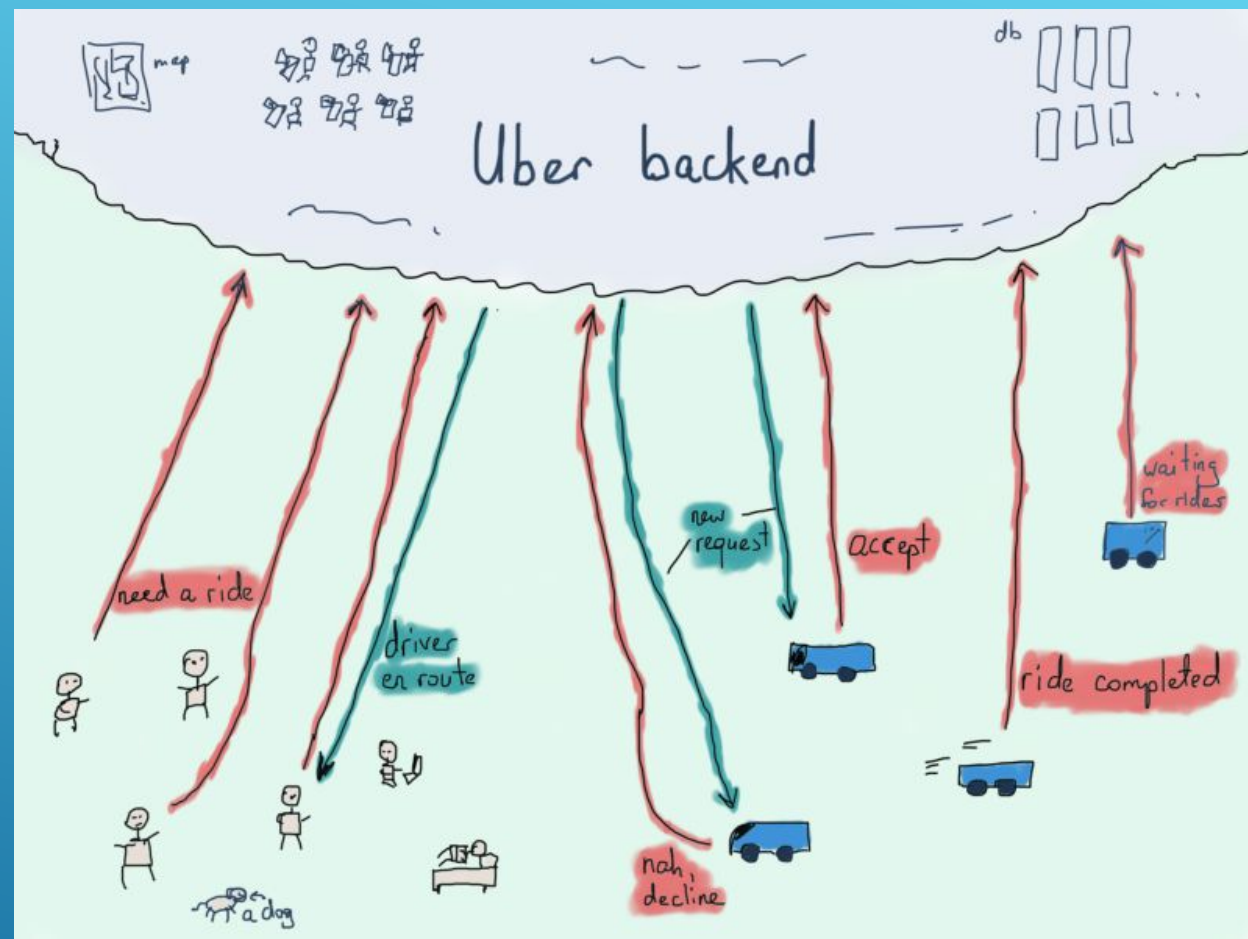 map
db
Uber backend
waiting
for rides
new
request
accept
need a ride
driver
en route
ride completed
nah,
decline
a dog